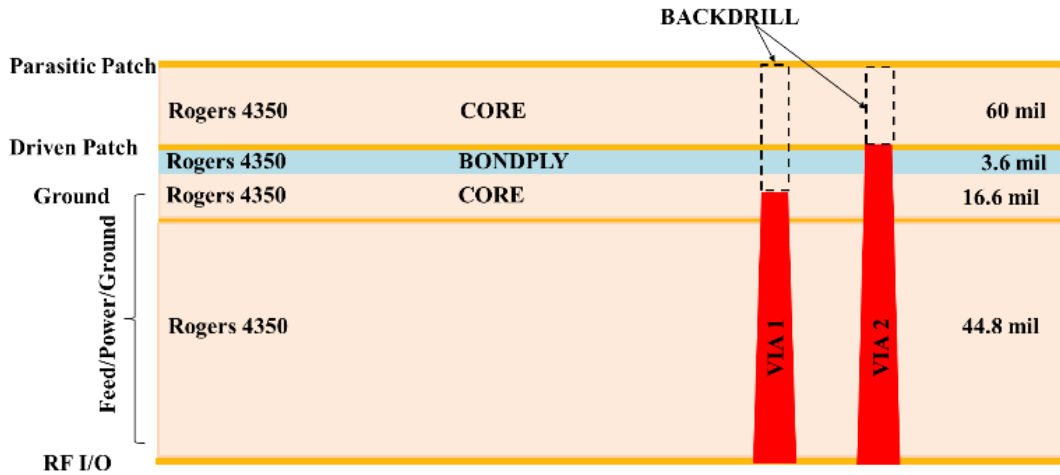 BACKDRILL
Parasitic Patch
Rogers 4350 CORE 60 mil
Driven Patch
Rogers 4350 BONDPLY 3.6 mil
Ground
Rogers 4350 CORE 16.6 mil
Feed/Power/Ground
Rogers 4350 44.8 mil
VIA 1
VIA 2
RF I/O